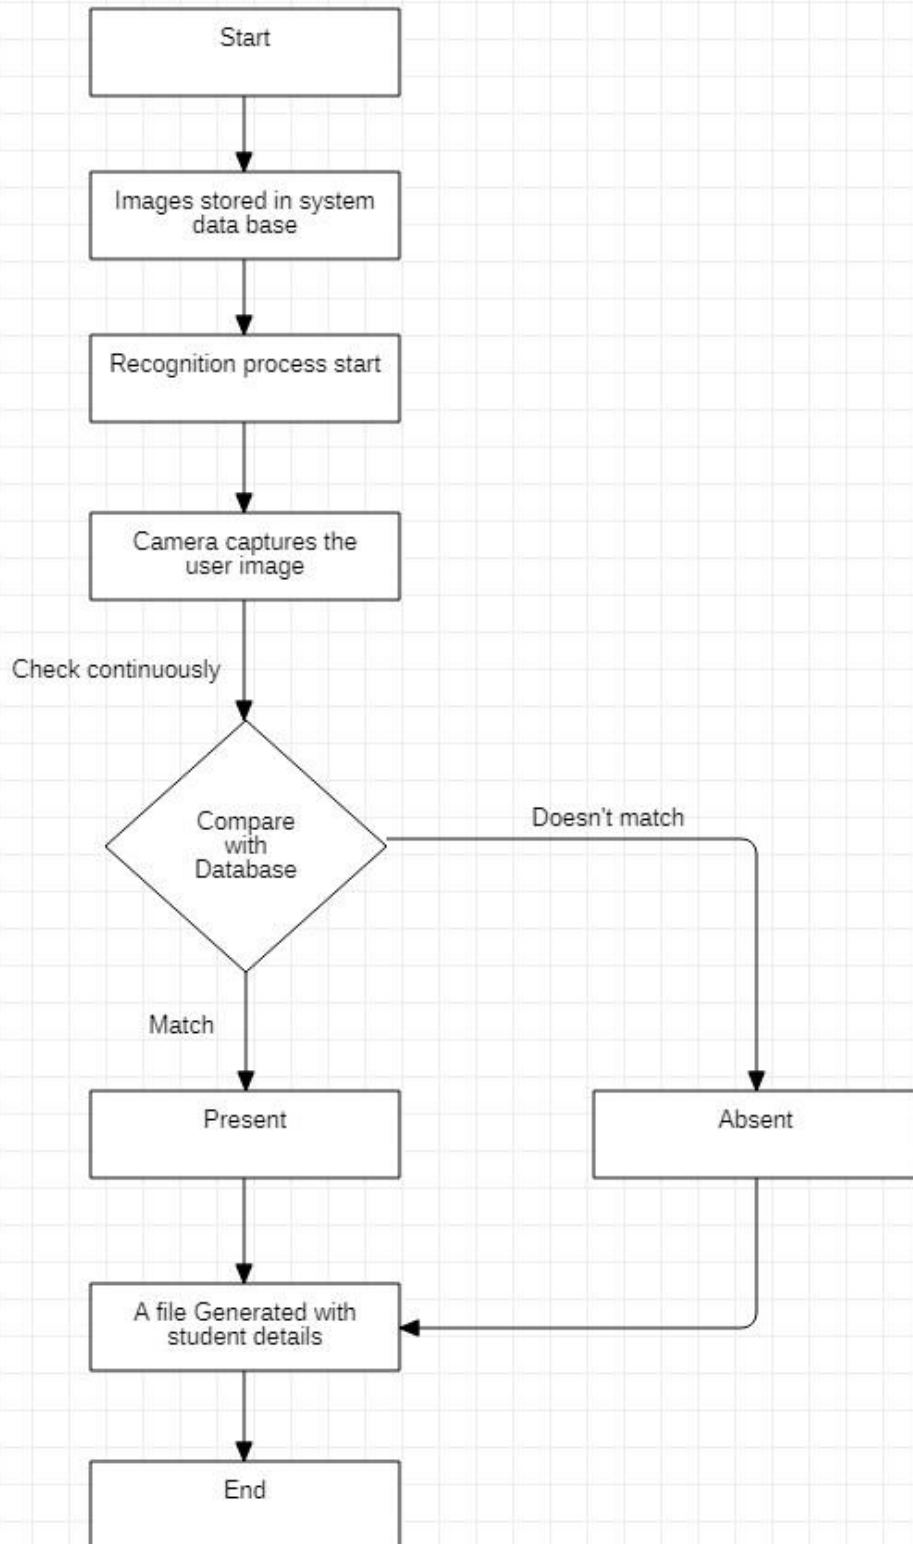 Start
Images stored in system
data base
Recognition process start
Camera captures the
user image
Check continuously
Compare
with
Database
Doesn't match
Match
Present
Absent
A file Generated with
student details
End